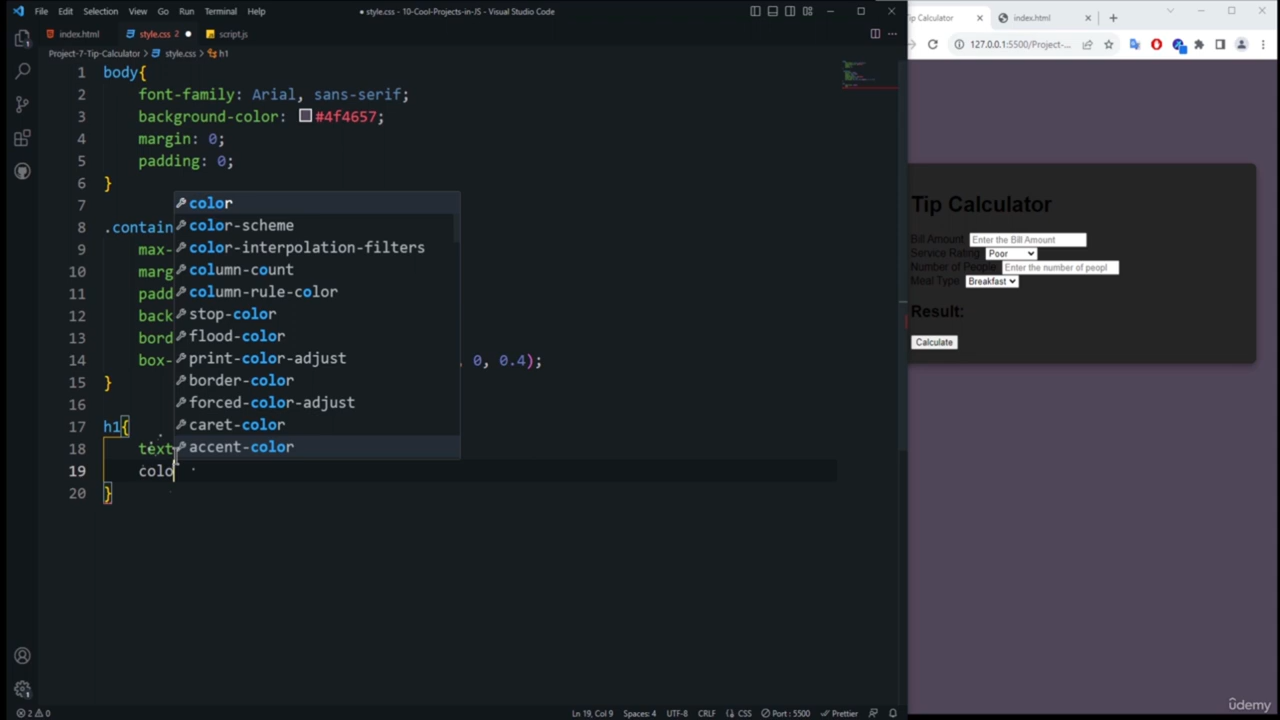 File Edit Selection View Go Run Terminal Help
● style.css - 10-Cool-Projects-in-JS - Visual Studio Code
index.html style.css 2 script.js
Project-7-Tip-Calculator > style.css > h1
1 body{
2 font-family: Arial, sans-serif;
3 background-color: #4f4657;
4 margin: 0;
5 padding: 0;
6 }
7
8 .contain
9 max-
10 marg
11 padd
12 back
13 bord
14 box- , 0, 0.4);
15 }
16
17 h1{
18 text
19 colo
20 }
color
color-scheme
color-interpolation-filters
column-count
column-rule-color
stop-color
flood-color
print-color-adjust
border-color
forced-color-adjust
caret-color
accent-color
2 0
Ln 19, Col 9 Spaces: 4 UTF-8 CRLF CSS Port : 5500 Prettier
Tip Calculator index.html
127.0.0.1:5500/Project-...
Tip Calculator
Bill Amount Enter the Bill Amount
Service Rating Poor
Number of People Enter the number of peopl
Meal Type Breakfast
Result:
Calculate
ûdemy